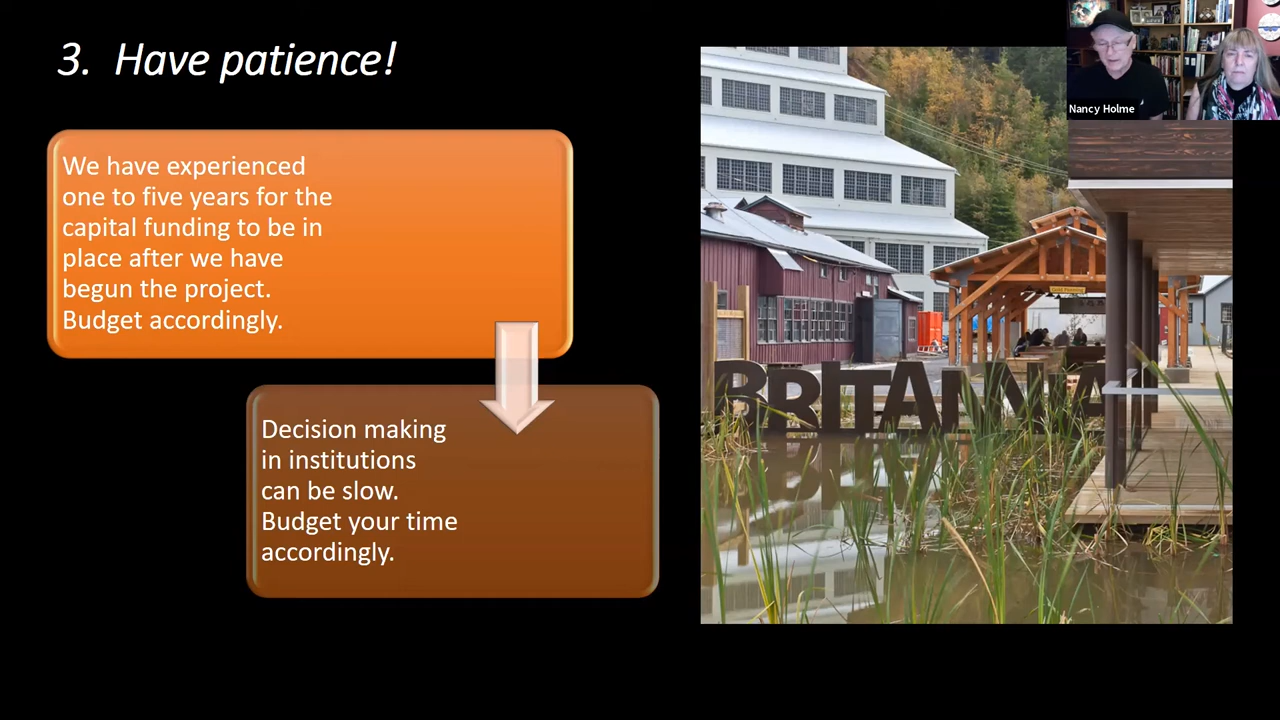 3. Have patience!
We have experienced
one to five years for the
capital funding to be in
place after we have
begun the project.
Budget accordingly.
Decision making
in institutions
can be slow.
Budget your time
accordingly.
Nancy Holme
BRITANNIA